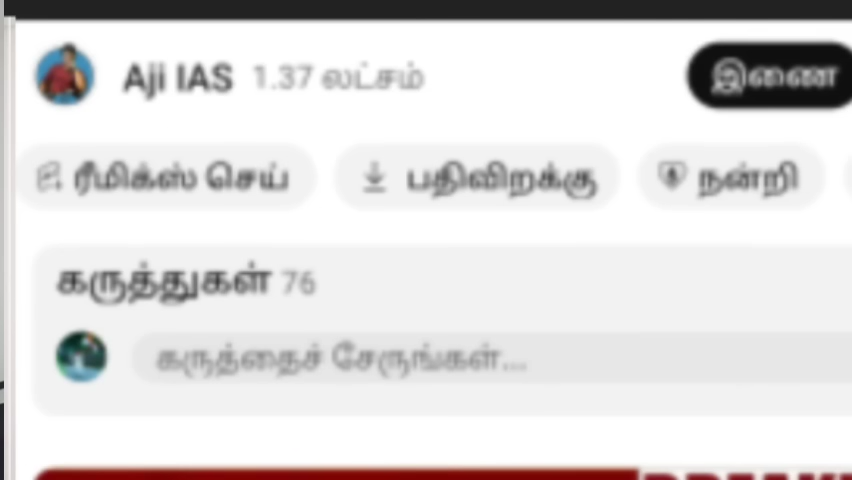 Aji IAS 1.37 லட்சம் இணை
ரீமிக்ஸ் செய் பதிவிறக்கு நன்றி
கருத்துகள் 76
கருத்தைச் சேருங்கள்...